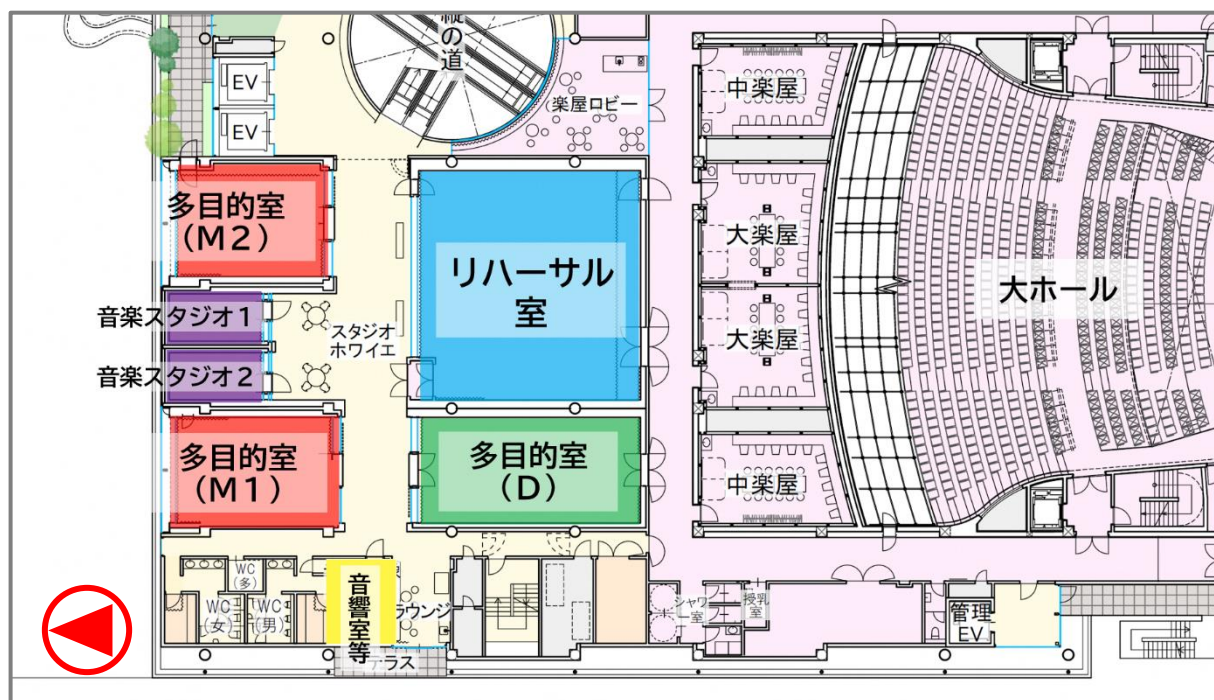 縦の道
EV
EV
楽屋ロビー
中楽屋
多目的室
(M2)
大楽屋
リハーサル
室
大ホール
音楽スタジオ1
スタジオ
ホワイエ
大楽屋
音楽スタジオ2
多目的室
(M1)
多目的室
(D)
中楽屋
WC
(多)
WC
(女)
WC
(男)
音響室等
ラウンジ
テラス
シャワ
ー室
授乳
室
管理
EV